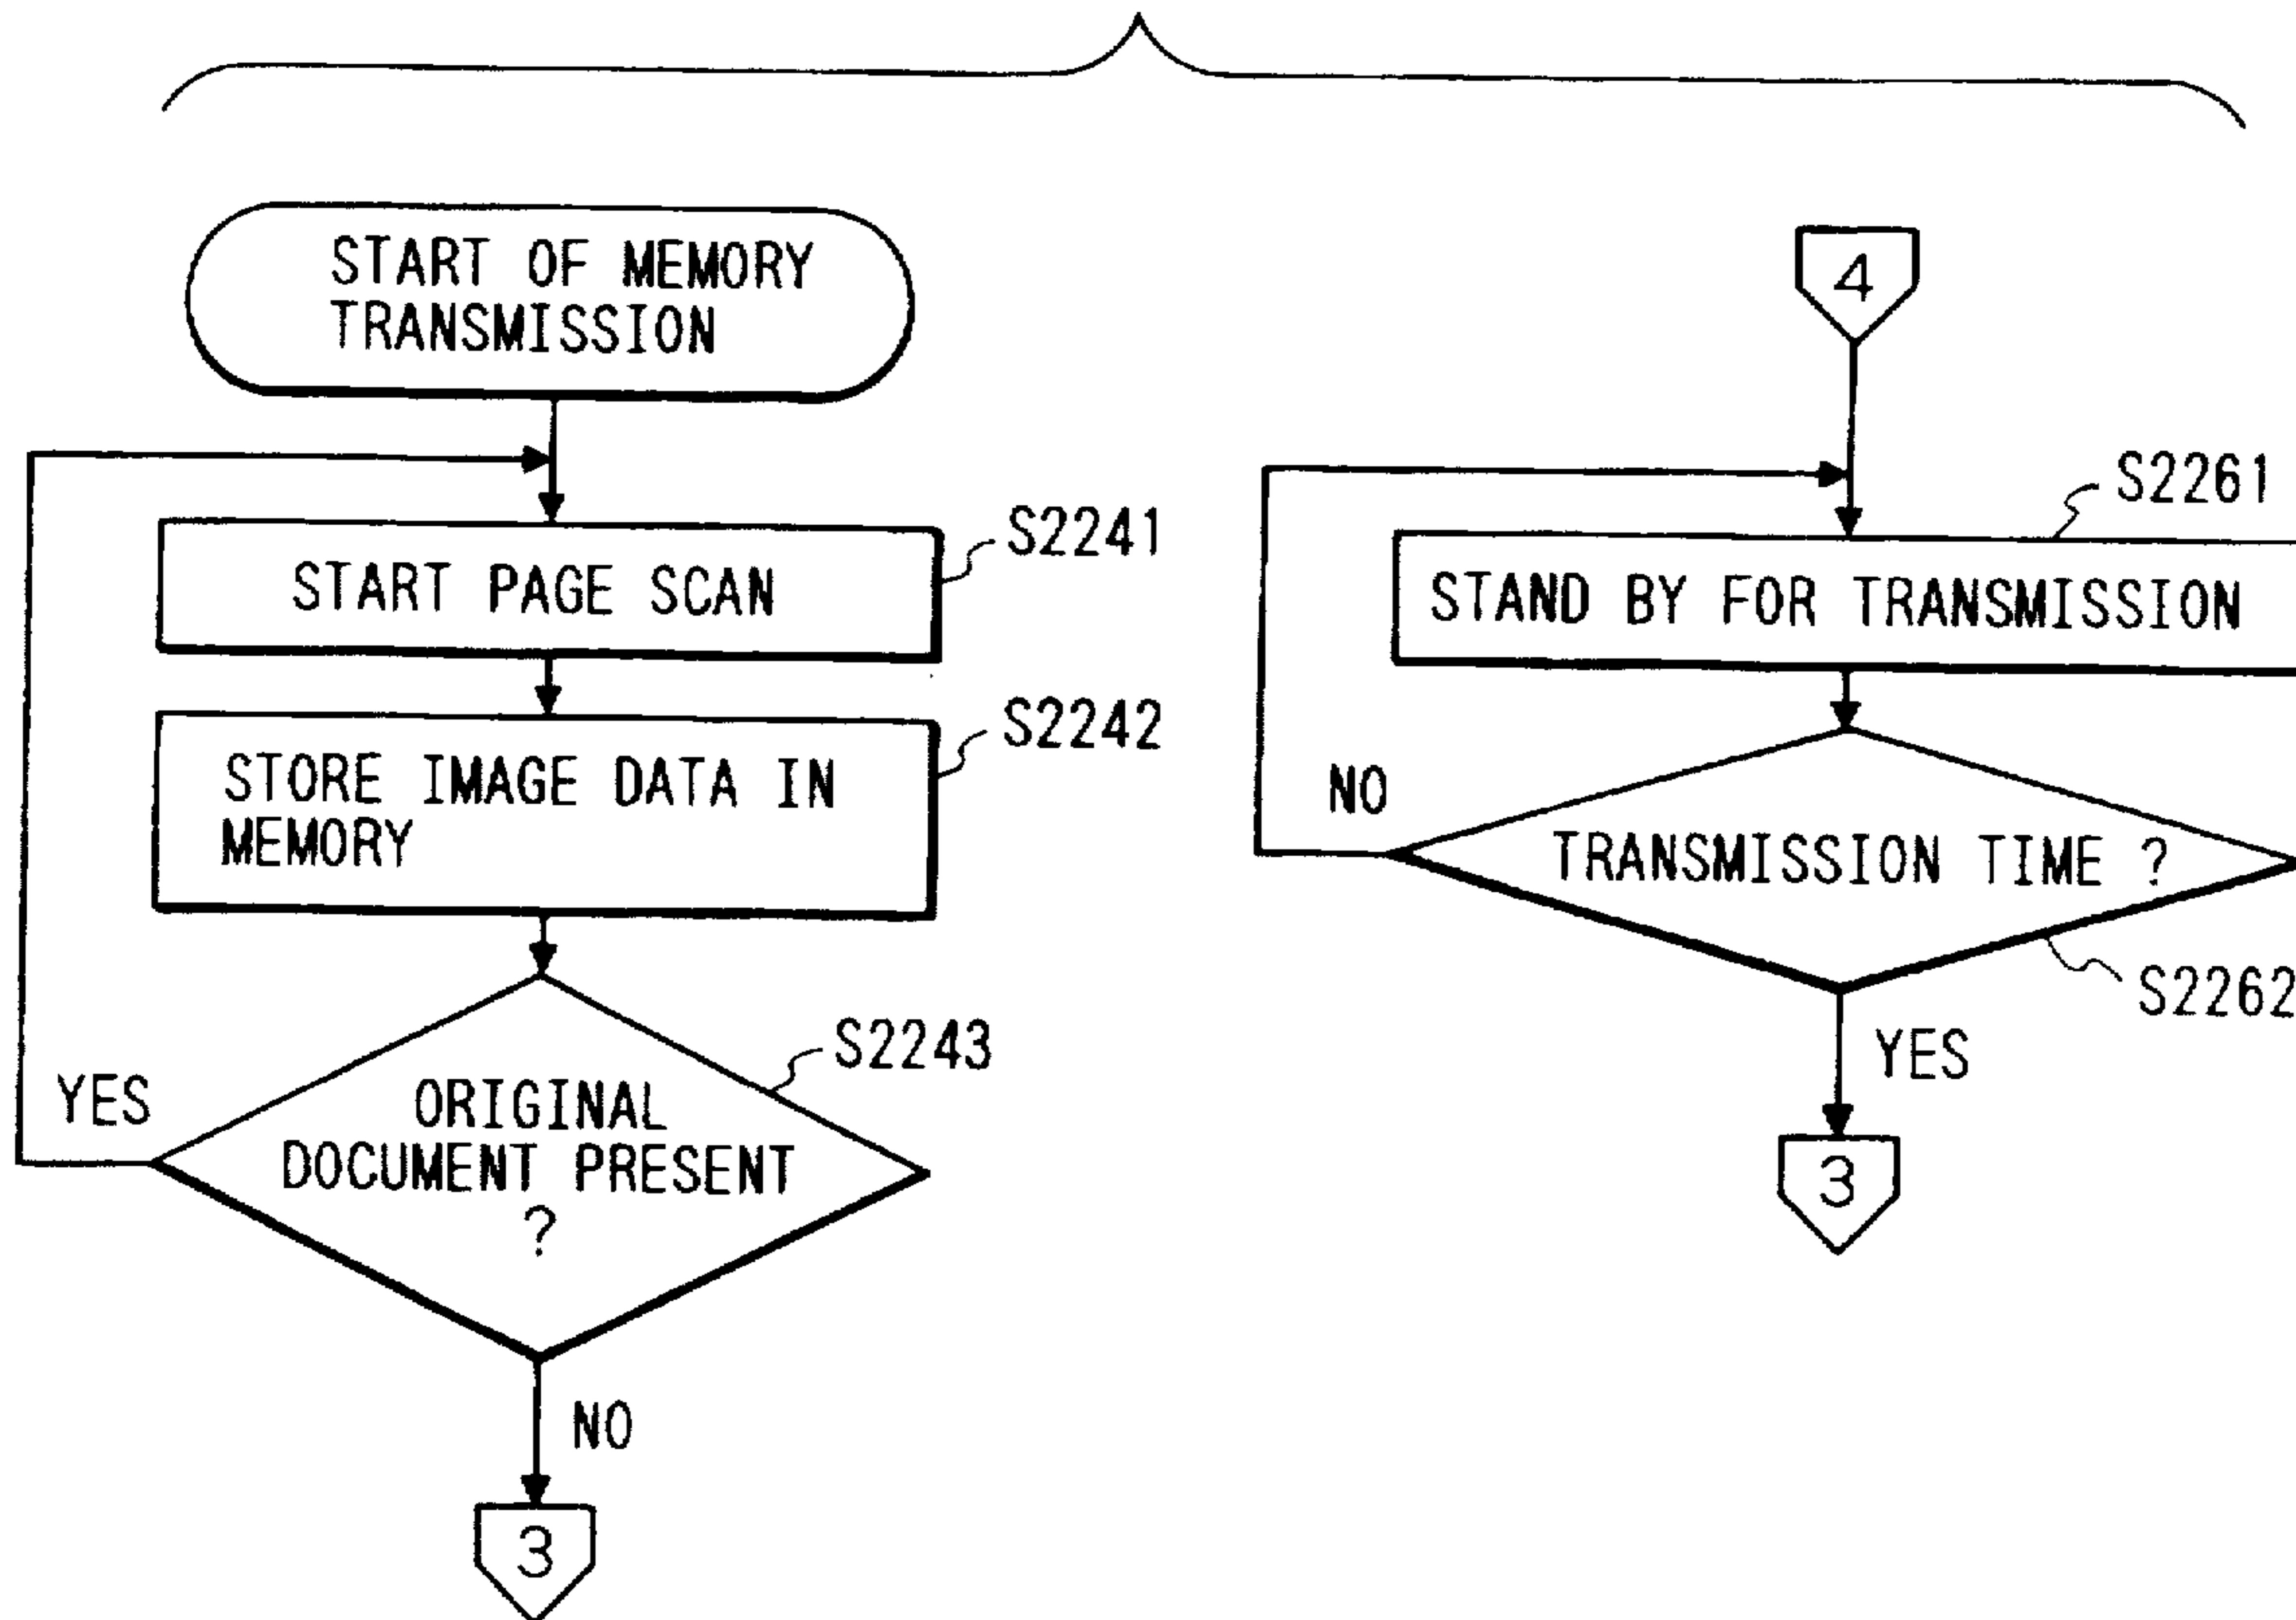 START OF MEMORY
TRANSMISSION
S2241
START PAGE SCAN
S2242
STORE IMAGE DATA IN
MEMORY
S2243
YES
ORIGINAL
DOCUMENT PRESENT
?
NO
3
4
S2261
STAND BY FOR TRANSMISSION
NO
TRANSMISSION TIME ?
S2262
YES
3